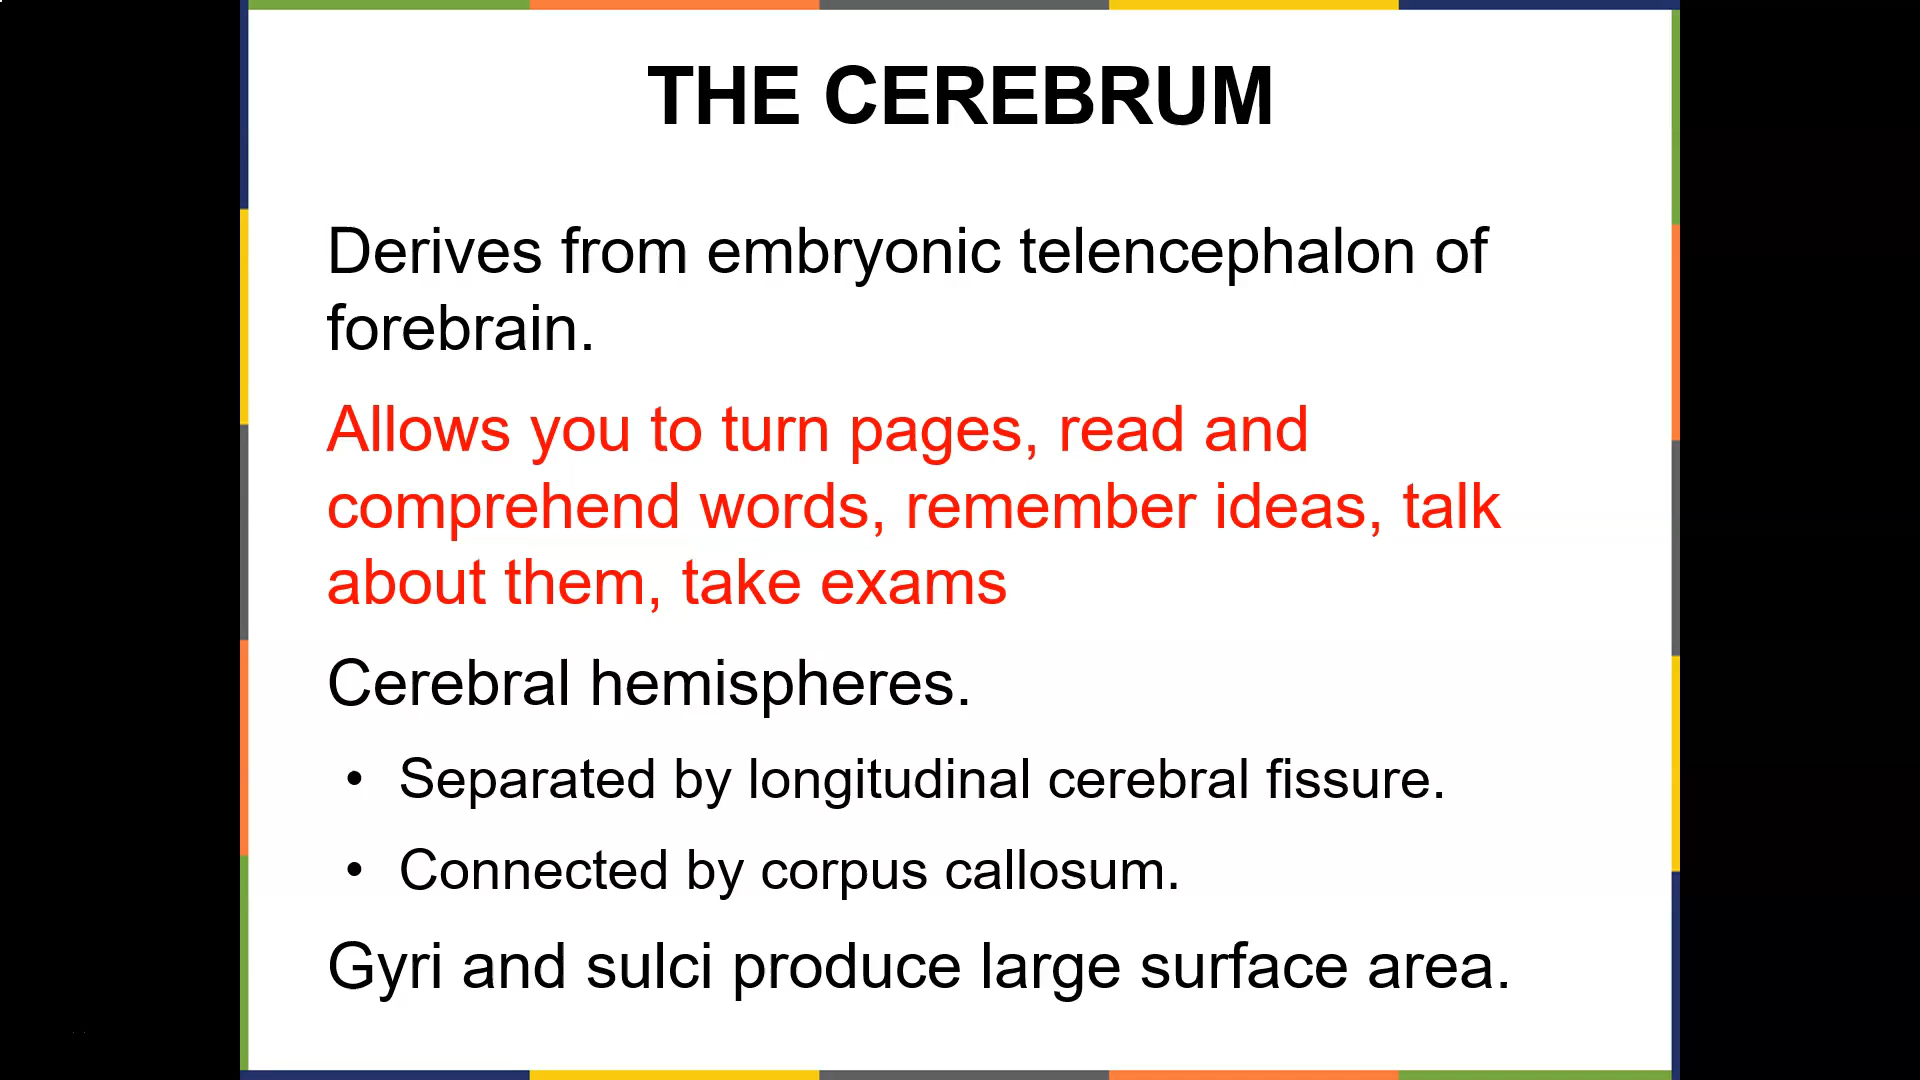 THE CEREBRUM
Derives from embryonic telencephalon of
forebrain.
Allows you to turn pages, read and
comprehend words, remember ideas, talk
about them, take exams
Cerebral hemispheres.
• Separated by longitudinal cerebral fissure.
• Connected by corpus callosum.
Gyri and sulci produce large surface area.